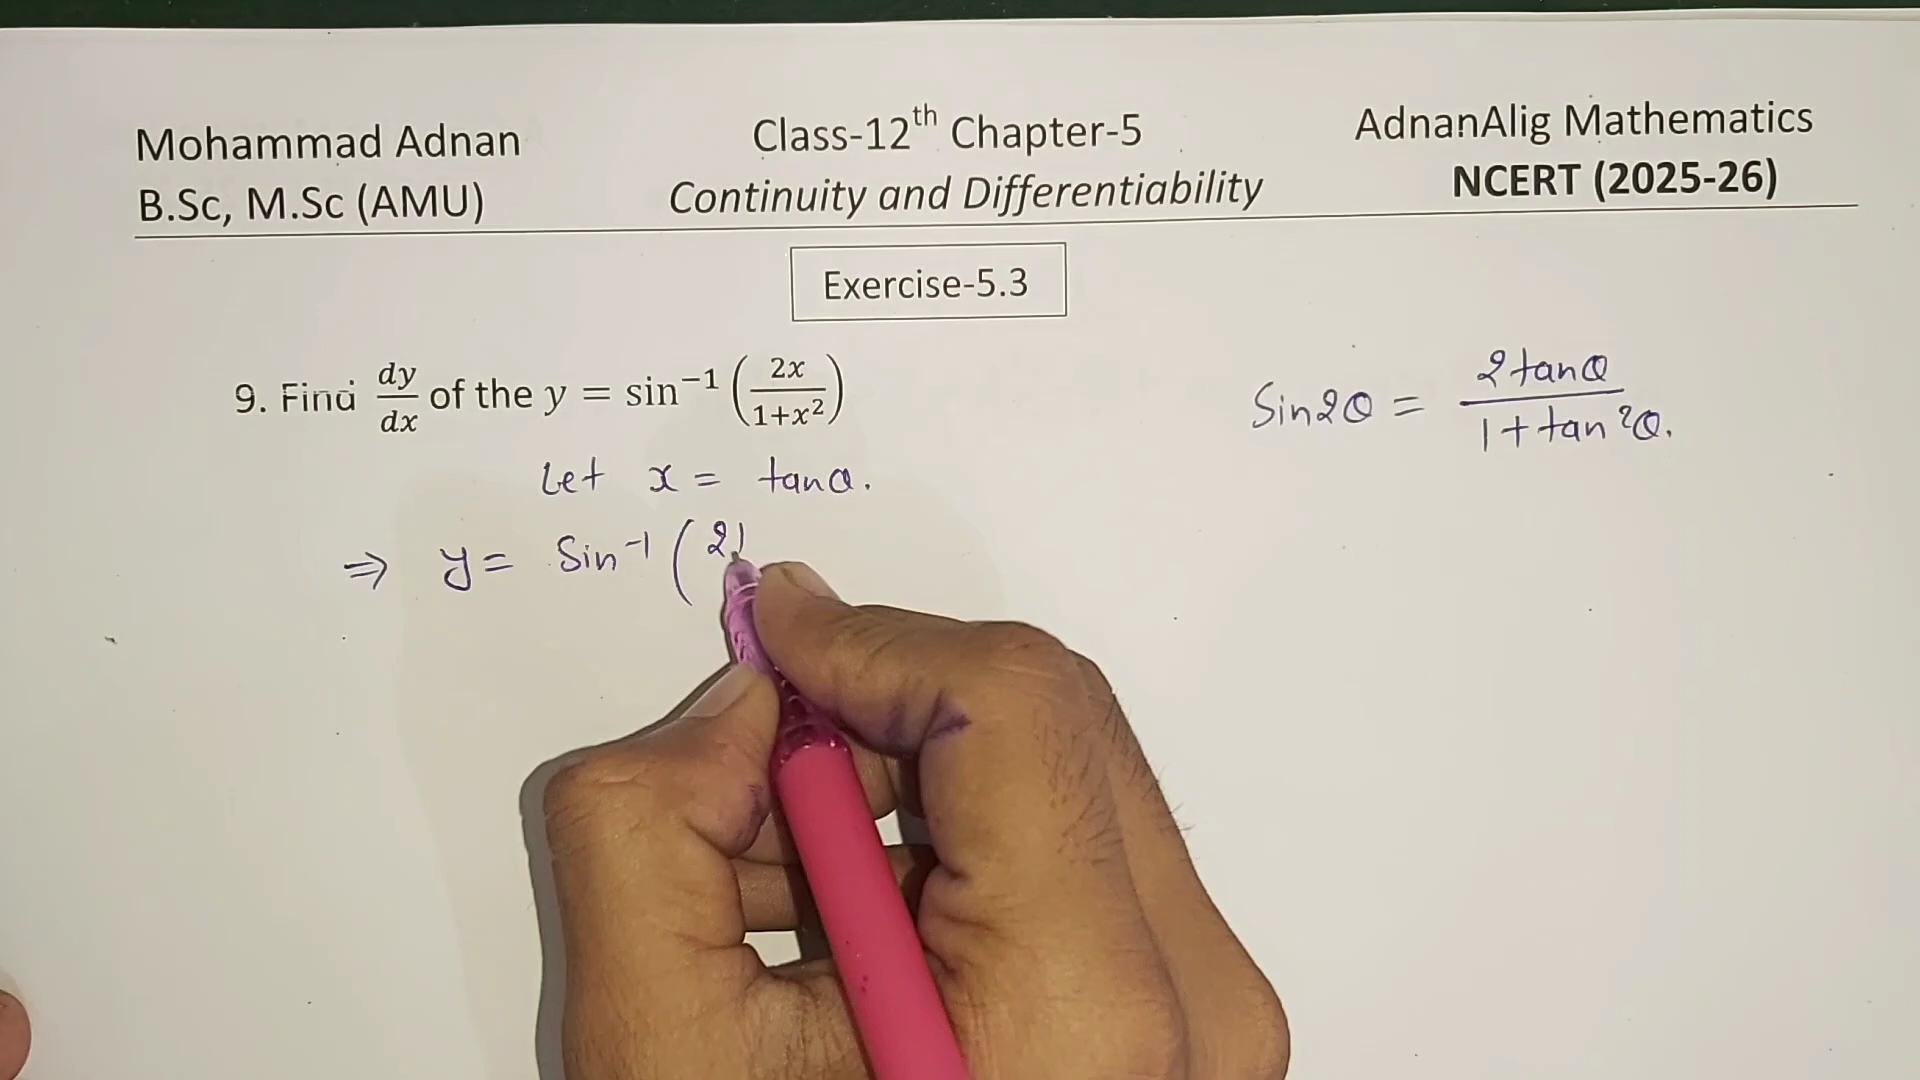 Mohammad Adnan
B.Sc, M.Sc (AMU)
Class-12th Chapter-5
Continuity and Differentiability
AdnanAlig Mathematics
NCERT (2025-26)
Exercise-5.3
9. Find dy/dx of the y = sin⁻¹(2x/(1+x²))
Let x = tanθ.
⇒ y = Sin⁻¹ ( 2
Sin2θ = 2tanθ/(1+tan²θ).